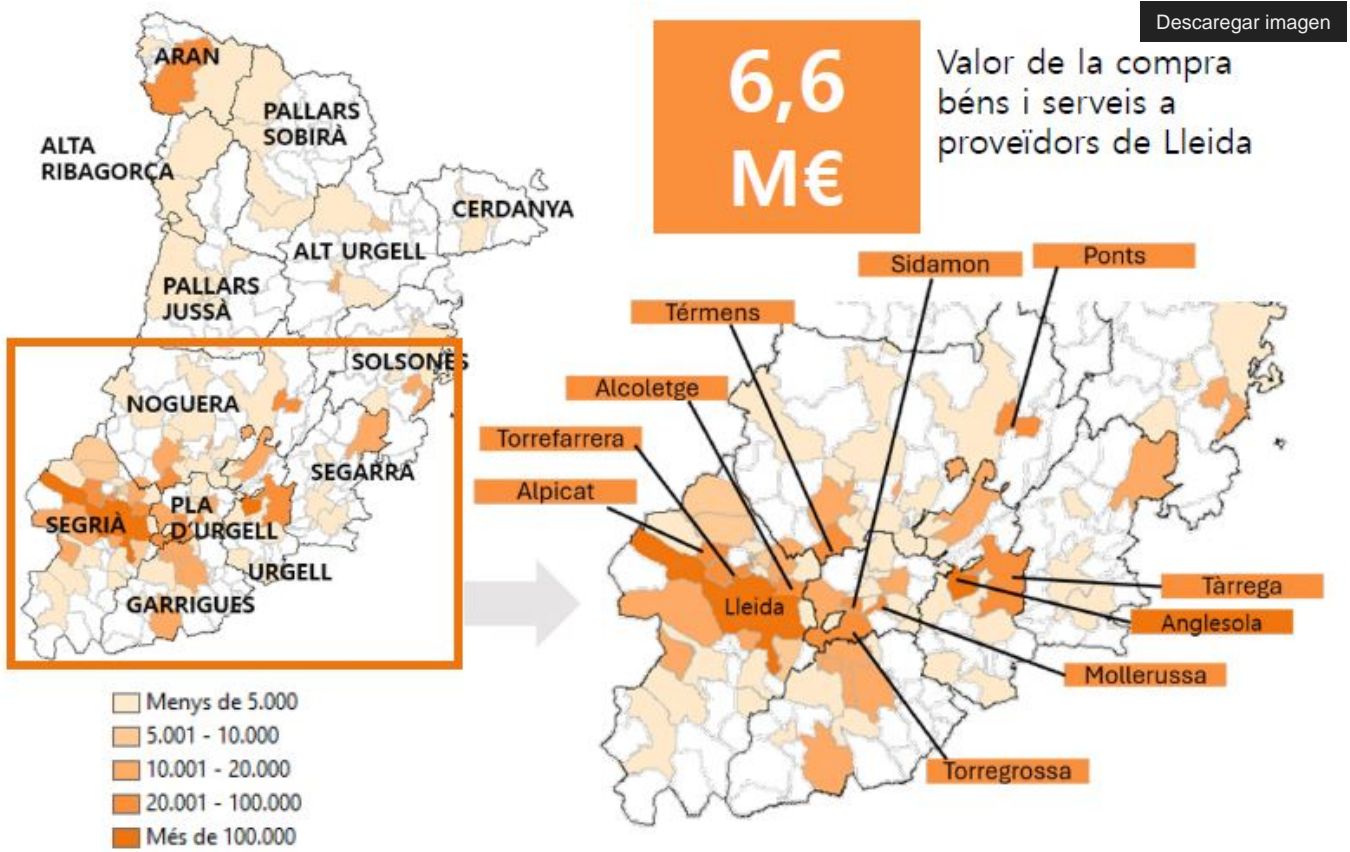 Descaregar imagen
6,6
M€
Valor de la compra
béns i serveis a
proveïdors de Lleida
ARAN
PALLARS
SOBIRÀ
ALTA
RIBAGORÇA
CERDANYA
ALT URGELL
PALLARS
JUSSÀ
SOLSONÈS
NOGUERA
SEGARRA
PLA
D'URGELL
SEGRIÀ
URGELL
GARRIGUES
Menys de 5.000
5.001 - 10.000
10.001 - 20.000
20.001 - 100.000
Més de 100.000
Sidamon
Ponts
Térmens
Alcoletge
Torrefarrera
Alpicat
Lleida
Tàrrega
Anglesola
Mollerussa
Torregrossa